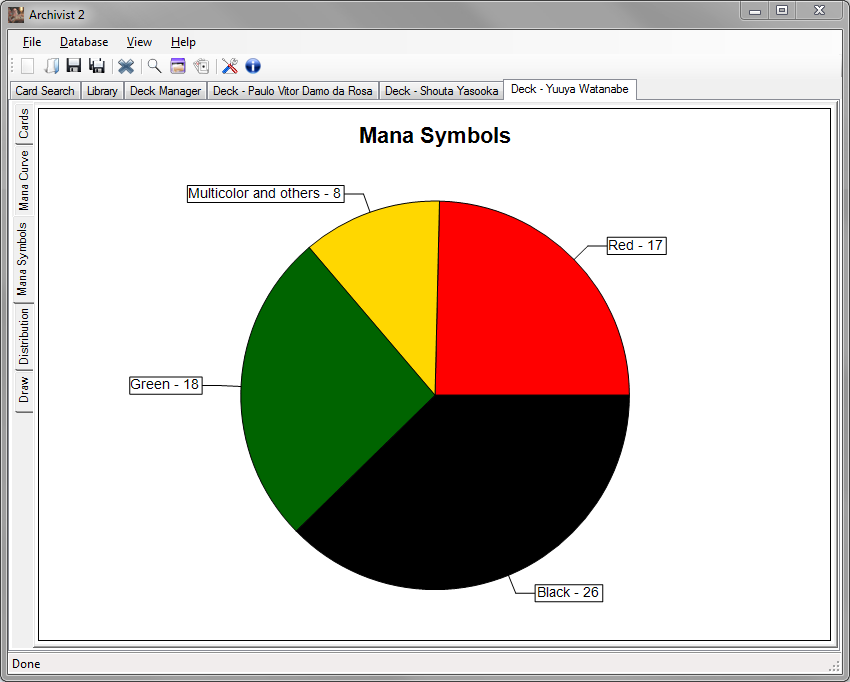 Archivist 2
File Database View Help
Card Search Library Deck Manager Deck - Paulo Vitor Damo da Rosa Deck - Shouta Yasooka Deck - Yuuya Watanabe
Cards
Mana Curve
Mana Symbols
Distribution
Draw
Mana Symbols
Multicolor and others - 8
Red - 17
Green - 18
Black - 26
Done